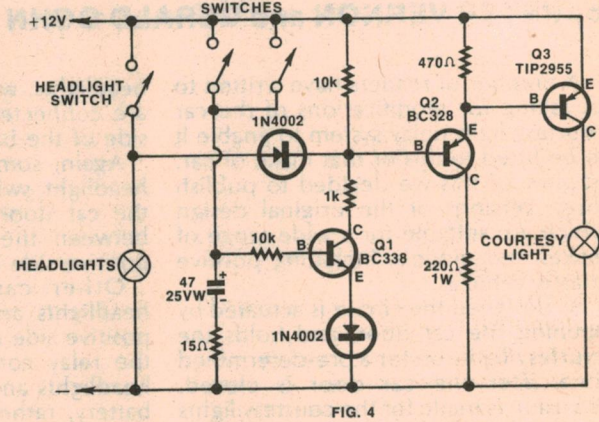 SWITCHES
+12V
HEADLIGHT
SWITCH
1N4002
10k
470Ω
Q3
TIP2955
B
E
C
Q2
BC328
B
E
C
1k
10k
B
C
E
Q1
BC338
HEADLIGHTS
47
25VW
+
15Ω
1N4002
220Ω
1W
COURTESY
LIGHT
FIG. 4